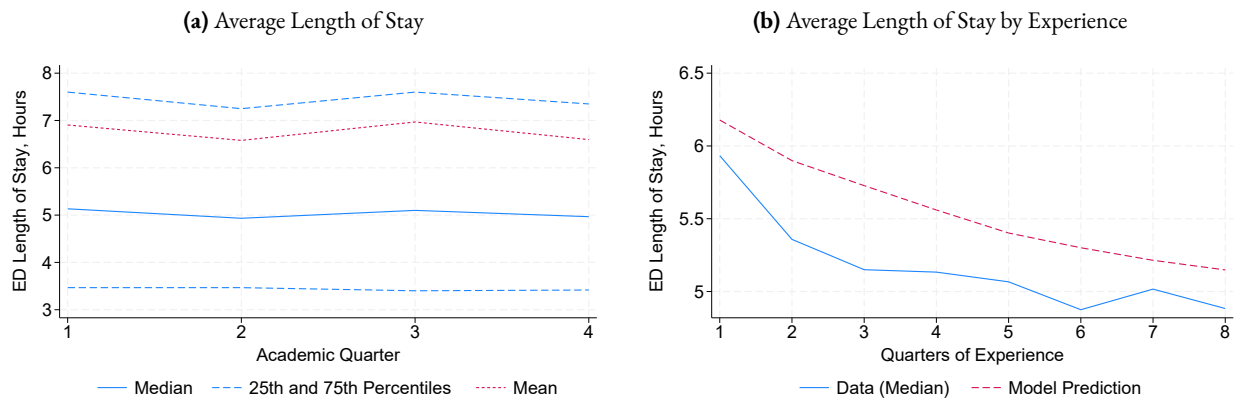 (a) Average Length of Stay
ED Length of Stay, Hours
8
7
6
5
4
3
1 2 3 4
Academic Quarter
Median 25th and 75th Percentiles Mean
(b) Average Length of Stay by Experience
ED Length of Stay, Hours
6.5
6
5.5
5
1 2 3 4 5 6 7 8
Quarters of Experience
Data (Median) Model Prediction